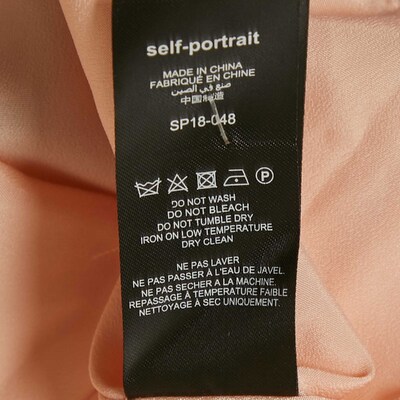 self-portrait
MADE IN CHINA
FABRIQUÉ EN CHINE
صنع في الصين
中国制造
SP18-048
P
DO NOT WASH
DO NOT BLEACH
DO NOT TUMBLE DRY
IRON ON LOW TEMPERATURE
DRY CLEAN
NE PAS LAVER
NE PAS PASSER À L'EAU DE JAVEL.
NE PAS SECHER A LA MACHINE.
REPASSAGE À TEMPERATURE FAIBLE
NETTOYAGE À SEC UNIQUEMENT.